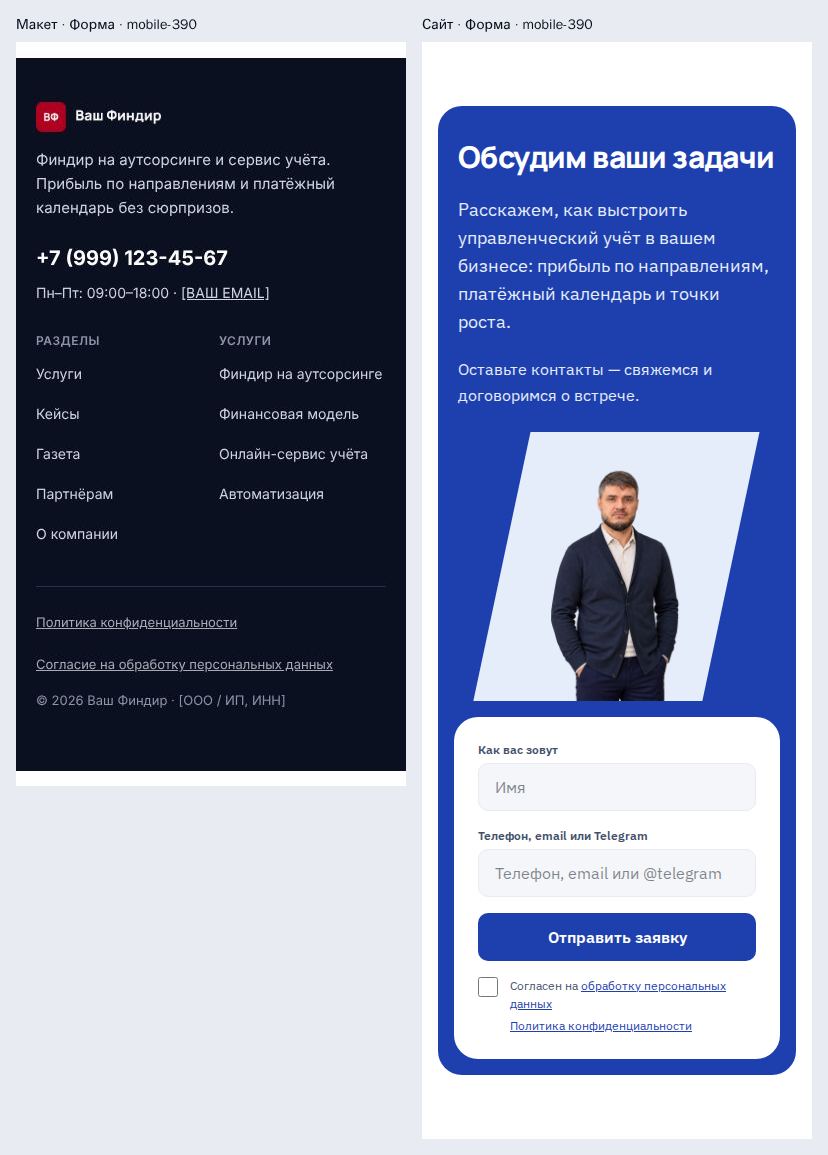 Макет · Форма · mobile-390
ВФ Ваш Финдир
Финдир на аутсорсинге и сервис учёта.
Прибыль по направлениям и платёжный
календарь без сюрпризов.
+7 (999) 123-45-67
Пн–Пт: 09:00–18:00 · [ВАШ EMAIL]
РАЗДЕЛЫ
Услуги
Кейсы
Газета
Партнёрам
О компании
УСЛУГИ
Финдир на аутсорсинге
Финансовая модель
Онлайн-сервис учёта
Автоматизация
Политика конфиденциальности
Согласие на обработку персональных данных
© 2026 Ваш Финдир · [ООО / ИП, ИНН]
Сайт · Форма · mobile-390
Обсудим ваши задачи
Расскажем, как выстроить
управленческий учёт в вашем
бизнесе: прибыль по направлениям,
платёжный календарь и точки
роста.
Оставьте контакты — свяжемся и
договоримся о встрече.
Как вас зовут
Имя
Телефон, email или Telegram
Телефон, email или @telegram
Отправить заявку
Согласен на обработку персональных
данных
Политика конфиденциальности